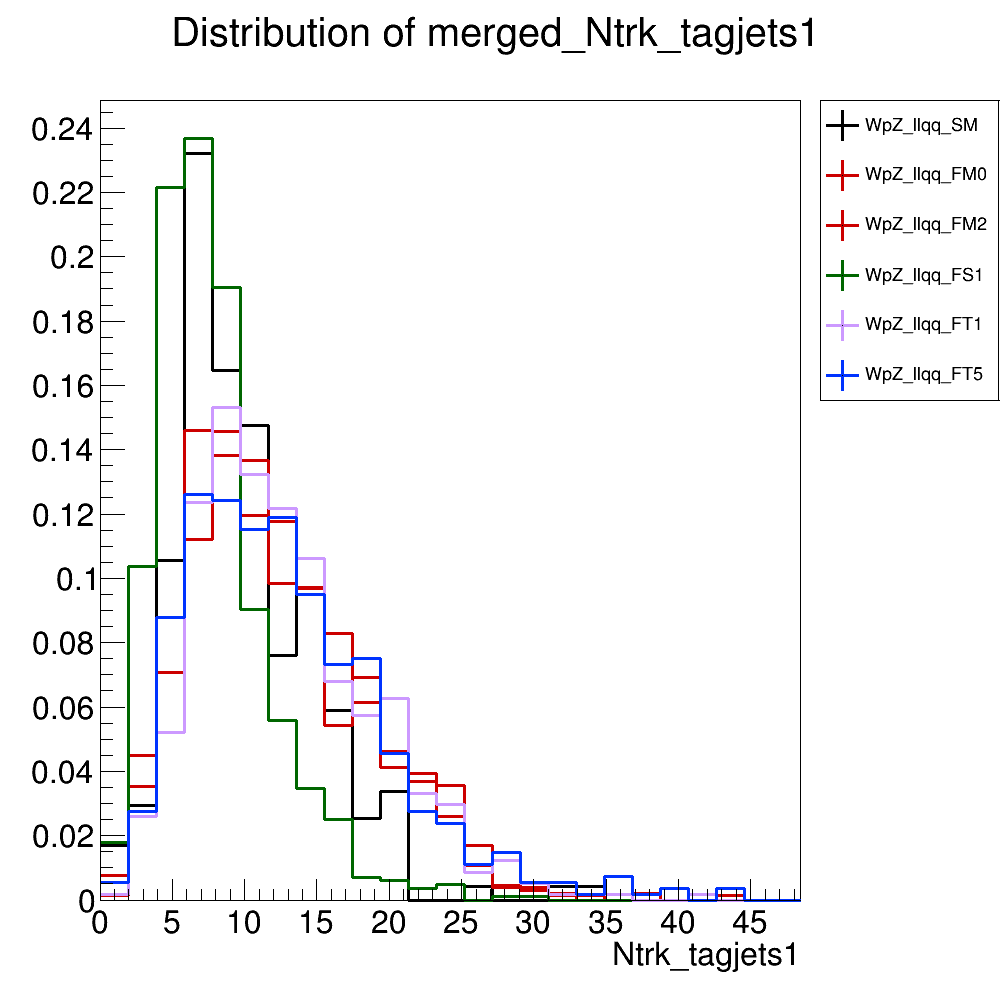 Distribution of merged_Ntrk_tagjets1
0.24
0.22
0.2
0.18
0.16
0.14
0.12
0.1
0.08
0.06
0.04
0.02
0
0 5 10 15 20 25 30 35 40 45
Ntrk_tagjets1
WpZ_llqq_SM
WpZ_llqq_FM0
WpZ_llqq_FM2
WpZ_llqq_FS1
WpZ_llqq_FT1
WpZ_llqq_FT5